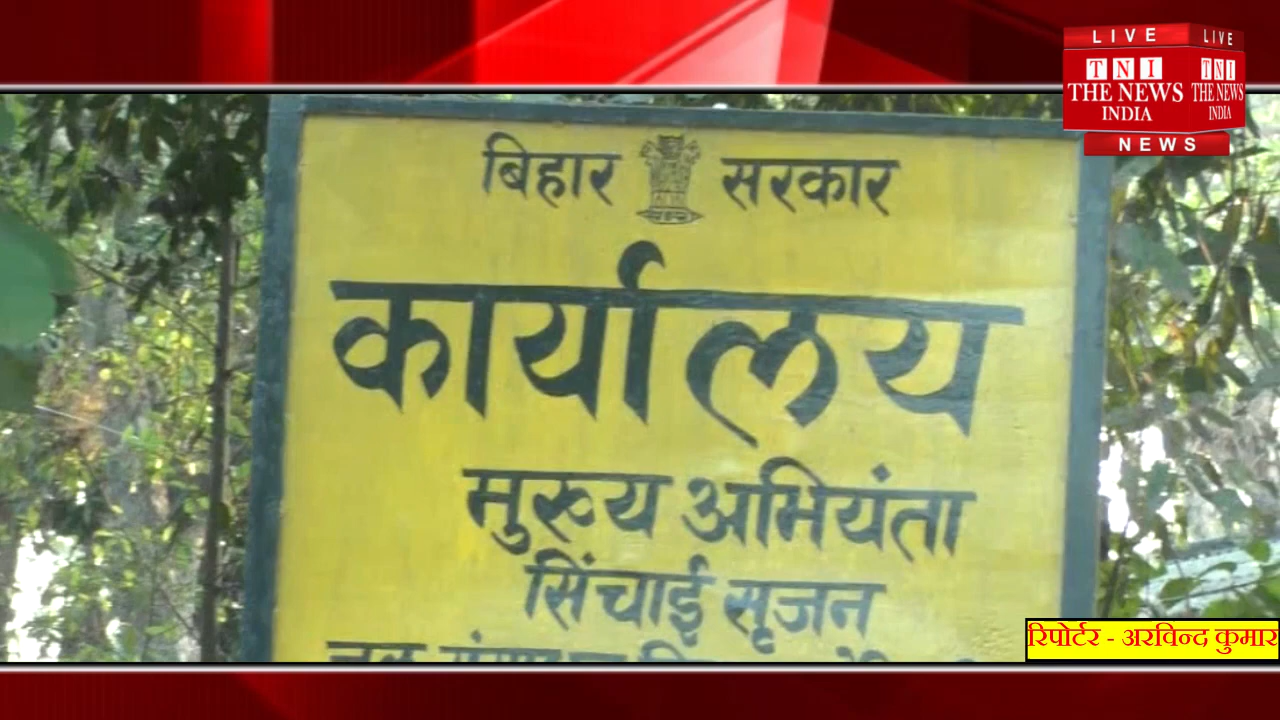 LIVE LIVE
TNI TNI
THE NEWS THE NEWS
INDIA INDIA
NEWS
बिहार सरकार
कार्यालय
मुख्य अभियंता
सिंचाई सृजन
रिपोर्टर - अरविन्द कुमार